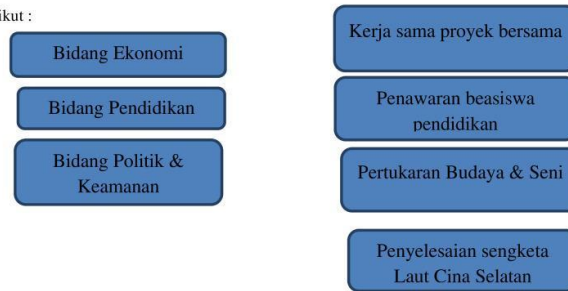 ikut :
Bidang Ekonomi
Bidang Pendidikan
Bidang Politik &
Keamanan
Kerja sama proyek bersama
Penawaran beasiswa
pendidikan
Pertukaran Budaya & Seni
Penyelesaian sengketa
Laut Cina Selatan